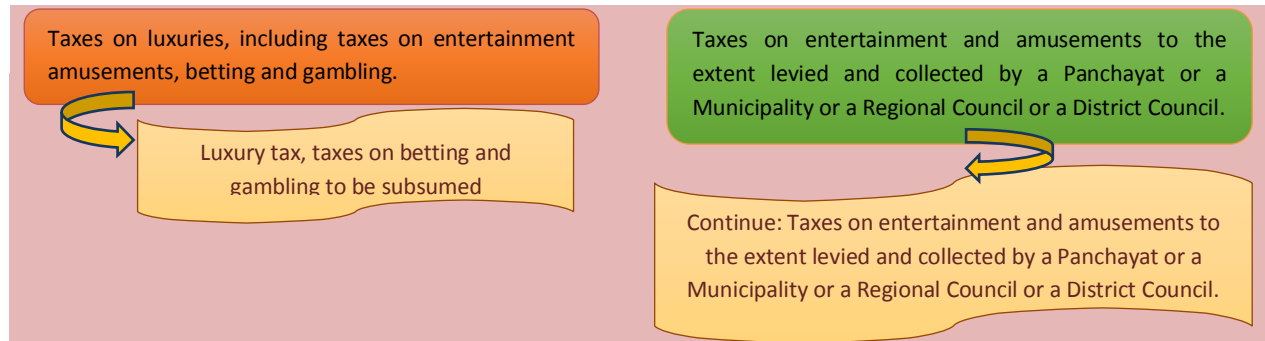 Taxes on luxuries, including taxes on entertainment
amusements, betting and gambling.
Luxury tax, taxes on betting and
gambling to be subsumed
Taxes on entertainment and amusements to the
extent levied and collected by a Panchayat or a
Municipality or a Regional Council or a District Council.
Continue: Taxes on entertainment and amusements to
the extent levied and collected by a Panchayat or a
Municipality or a Regional Council or a District Council.